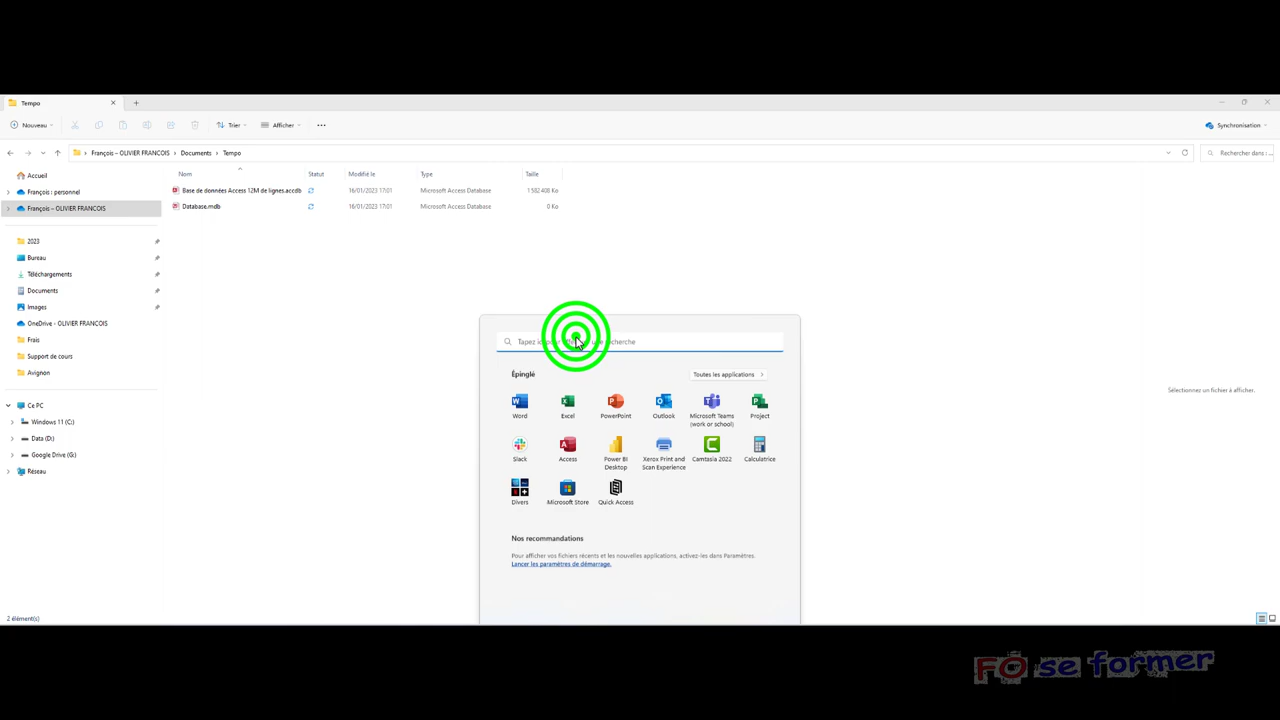 Tempo
Nouveau
Trier
Afficher
Synchronisation
François – OLIVIER FRANCOIS > Documents > Tempo
Rechercher dans : ...
Accueil
François : personnel
François – OLIVIER FRANCOIS
2023
Bureau
Téléchargements
Documents
Images
OneDrive - OLIVIER FRANCOIS
Frais
Support de cours
Avignon
Ce PC
Windows 11 (C:)
Data (D:)
Google Drive (G:)
Réseau
Nom Statut Modifié le Type Taille
Base de données Access 12M de lignes.accdb 16/01/2023 17:01 Microsoft Access Database 1 582 408 Ko
Database.mdb 16/01/2023 17:01 Microsoft Access Database 0 Ko
Sélectionnez un fichier à afficher.
Tapez ici pour une recherche
Épinglé
Toutes les applications
Word
Excel
PowerPoint
Outlook
Microsoft Teams
(work or school)
Project
Slack
Access
Power BI
Desktop
Xerox Print and
Scan Experience
Camtasia 2022
Calculatrice
Divers
Microsoft Store
Quick Access
Nos recommandations
Pour afficher vos fichiers récents et les nouvelles applications, activez-les dans Paramètres.
Lancer les paramètres de démarrage.
2 élément(s)
FO se former